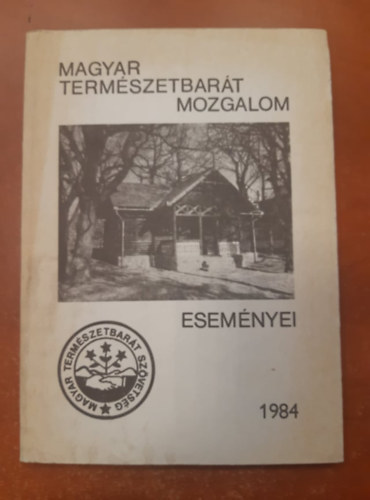 MAGYAR
TERMÉSZETBARÁT
MOZGALOM
ESEMÉNYEI
MAGYAR TERMÉSZETBARÁT SZÖVETSÉG
1984